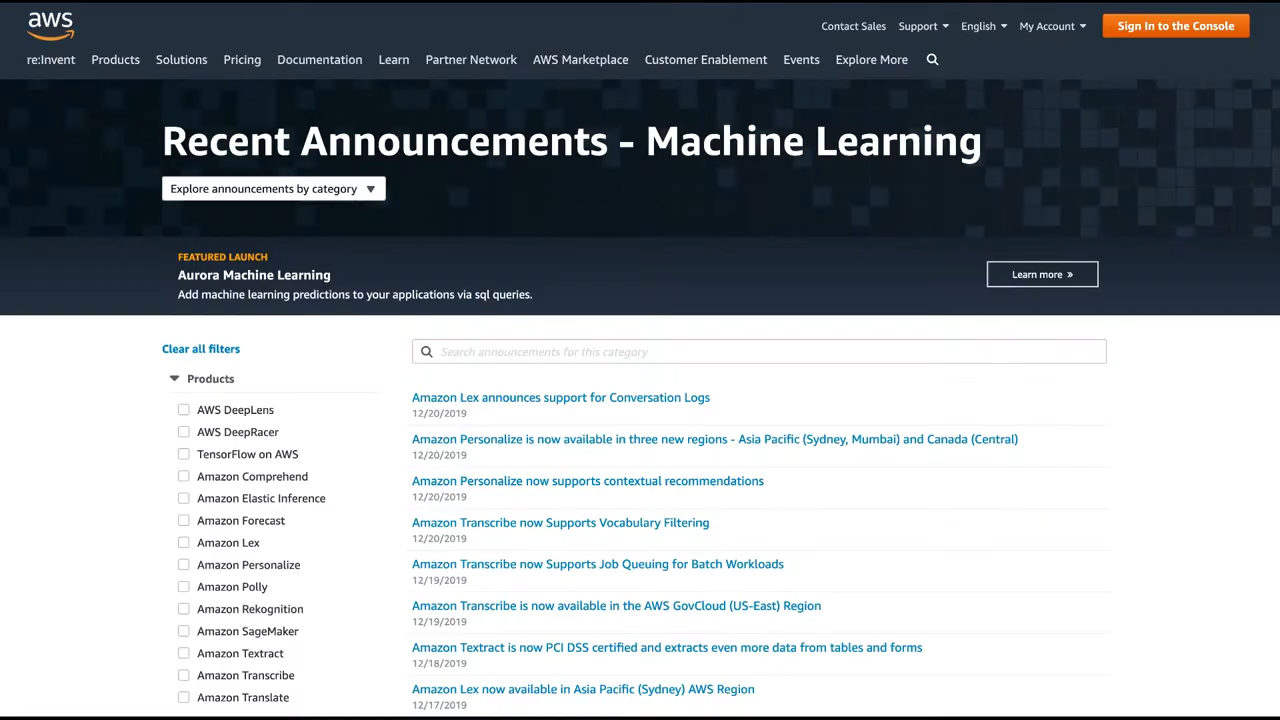 aws
Contact Sales Support English My Account Sign In to the Console
re:Invent Products Solutions Pricing Documentation Learn Partner Network AWS Marketplace Customer Enablement Events Explore More
Recent Announcements - Machine Learning
Explore announcements by category
FEATURED LAUNCH
Aurora Machine Learning
Add machine learning predictions to your applications via sql queries.
Learn more »
Clear all filters
Products
AWS DeepLens
AWS DeepRacer
TensorFlow on AWS
Amazon Comprehend
Amazon Elastic Inference
Amazon Forecast
Amazon Lex
Amazon Personalize
Amazon Polly
Amazon Rekognition
Amazon SageMaker
Amazon Textract
Amazon Transcribe
Amazon Translate
Search announcements for this category
Amazon Lex announces support for Conversation Logs
12/20/2019
Amazon Personalize is now available in three new regions - Asia Pacific (Sydney, Mumbai) and Canada (Central)
12/20/2019
Amazon Personalize now supports contextual recommendations
12/20/2019
Amazon Transcribe now Supports Vocabulary Filtering
12/20/2019
Amazon Transcribe now Supports Job Queuing for Batch Workloads
12/19/2019
Amazon Transcribe is now available in the AWS GovCloud (US-East) Region
12/19/2019
Amazon Textract is now PCI DSS certified and extracts even more data from tables and forms
12/18/2019
Amazon Lex now available in Asia Pacific (Sydney) AWS Region
12/17/2019